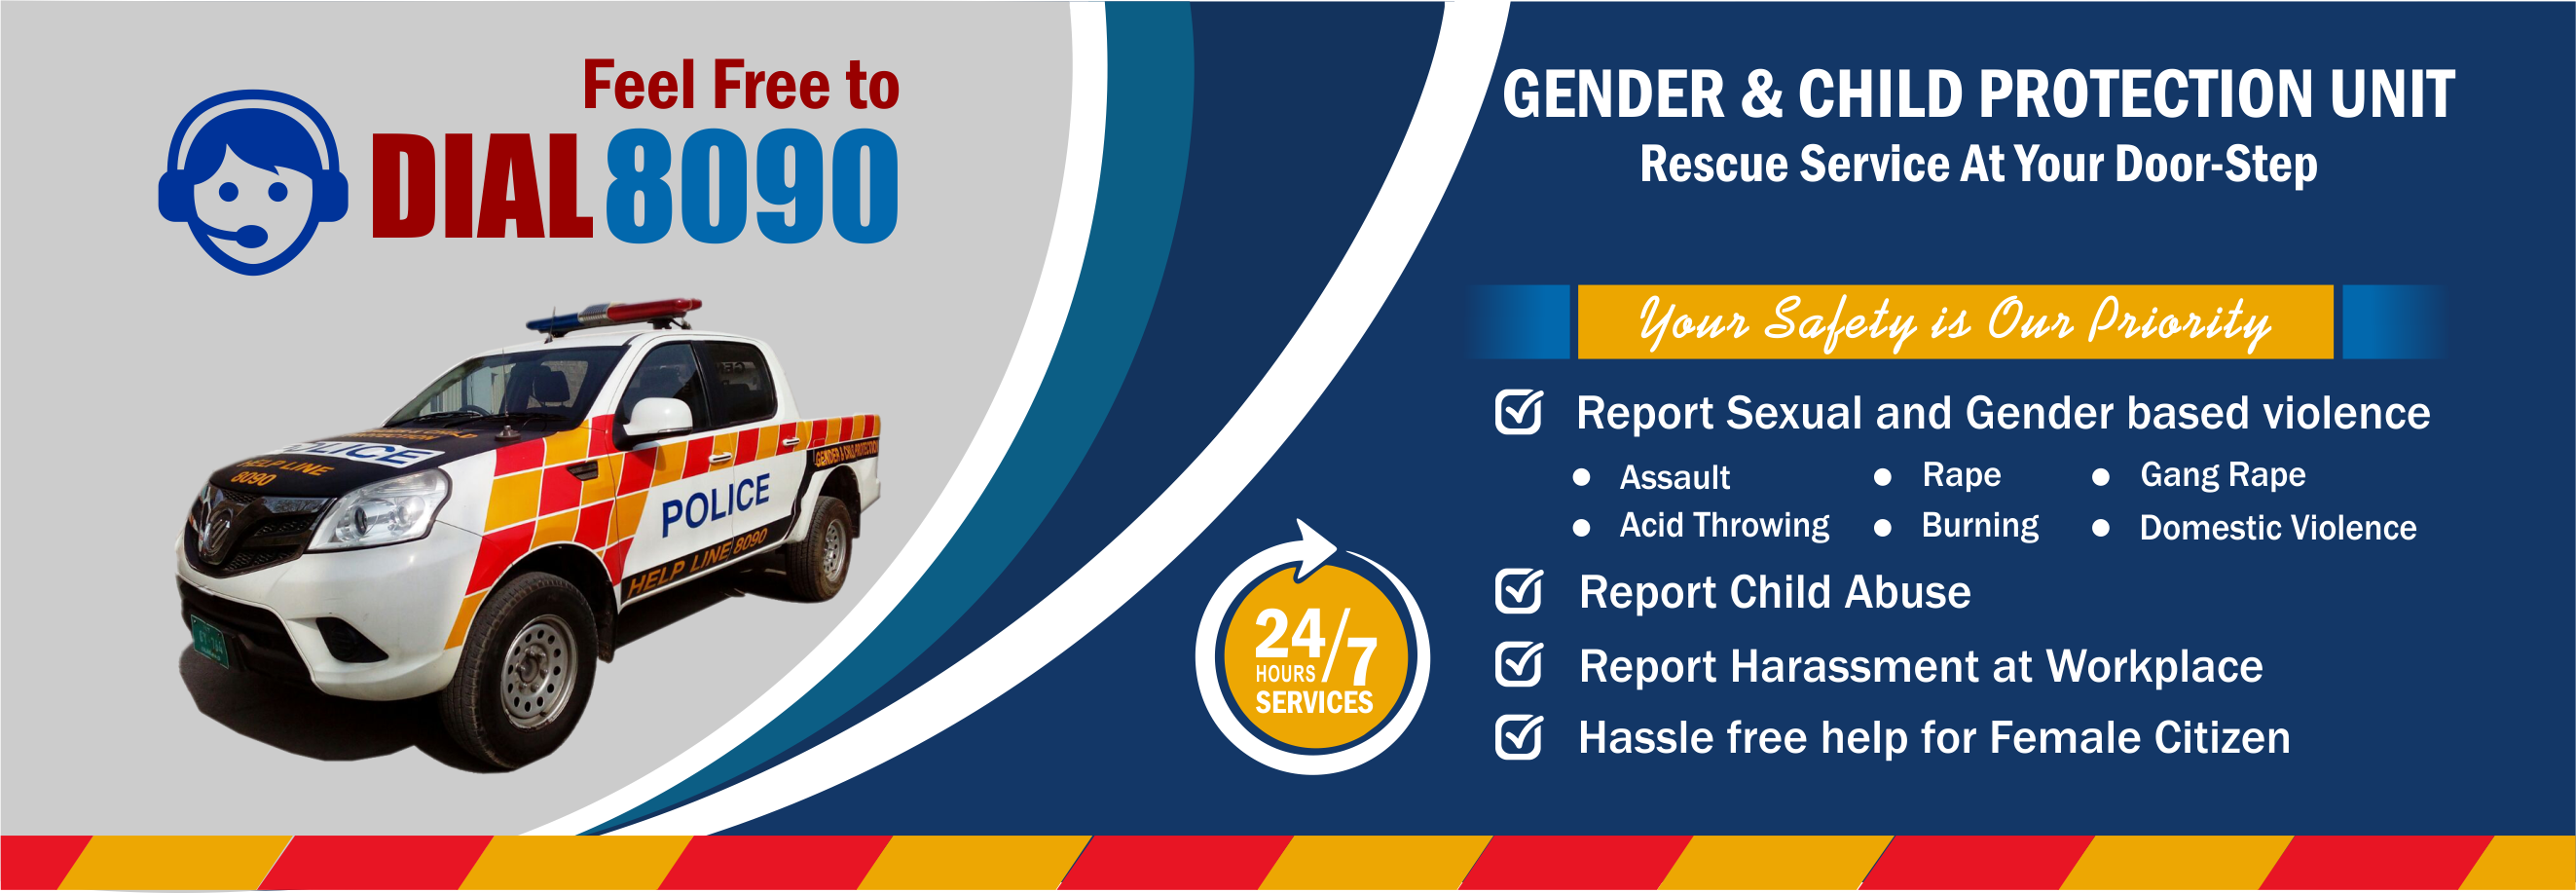 Feel Free to
DIAL 8090
POLICE
HELP LINE
8090
POLICE
HELP LINE 8090
GENDER & CHILD PROTECTION
GENDER & CHILD PROTECTION UNIT
Rescue Service At Your Door-Step
Your Safety is Our Priority
Report Sexual and Gender based violence
• Assault • Rape • Gang Rape
• Acid Throwing • Burning • Domestic Violence
Report Child Abuse
Report Harassment at Workplace
Hassle free help for Female Citizen
24/7
HOURS
SERVICES